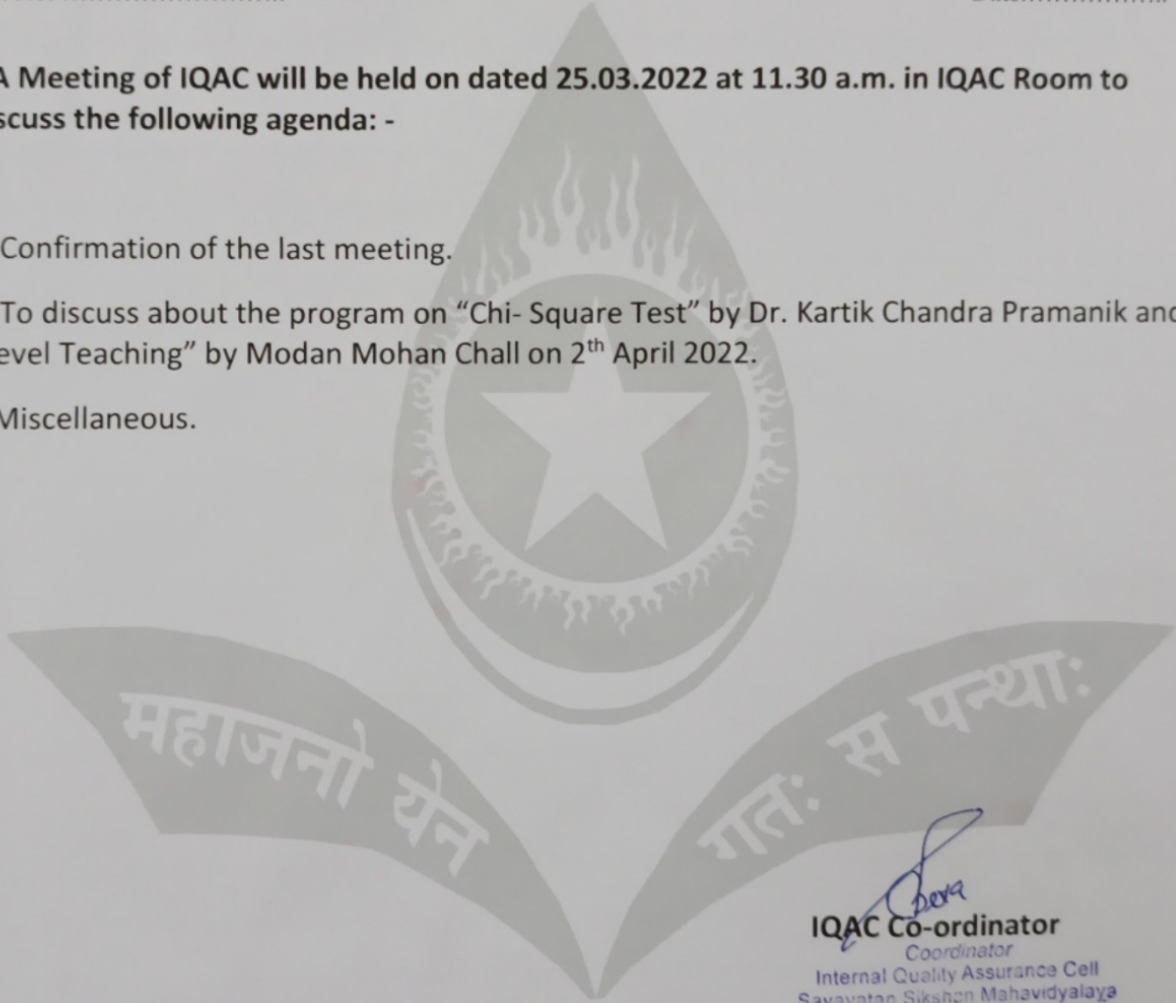 A Meeting of IQAC will be held on dated 25.03.2022 at 11.30 a.m. in IQAC Room to
scuss the following agenda: -
Confirmation of the last meeting.
To discuss about the program on “Chi- Square Test” by Dr. Kartik Chandra Pramanik and
evel Teaching” by Modan Mohan Chall on 2th April 2022.
Miscellaneous.
महाजनो येन
गतः स पन्थाः
Bera
IQAC Co-ordinator
Coordinator
Internal Quality Assurance Cell
Sikshan Mahavidyalaya